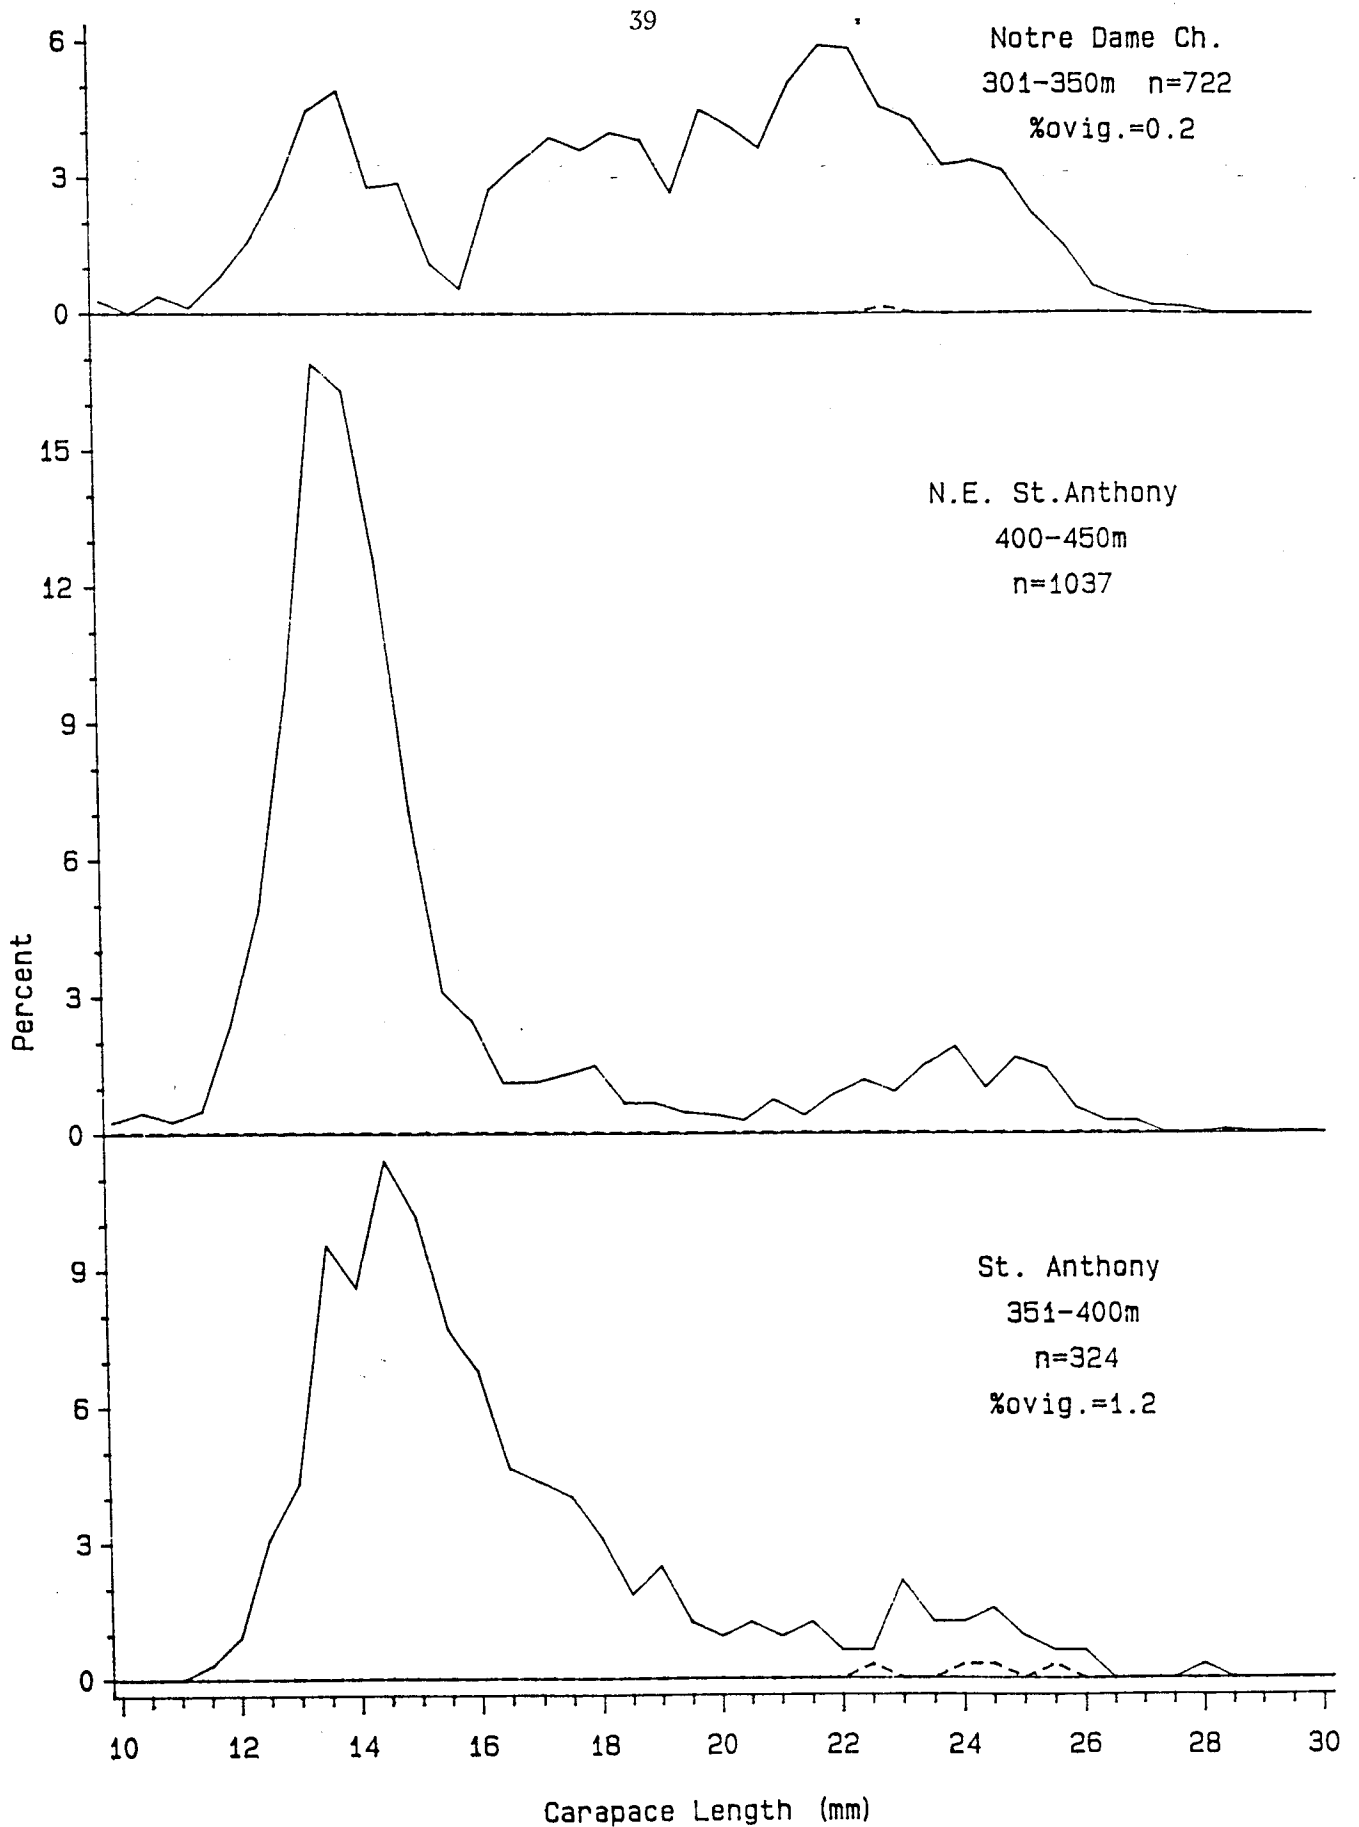 39
Notre Dame Ch.
301-350m n=722
%ovig.=0.2
6
3
0
N.E. St.Anthony
400-450m
n=1037
15
12
9
6
3
0
St. Anthony
351-400m
n=324
%ovig.=1.2
9
6
3
0
Percent
10 12 14 16 18 20 22 24 26 28 30
Carapace Length (mm)